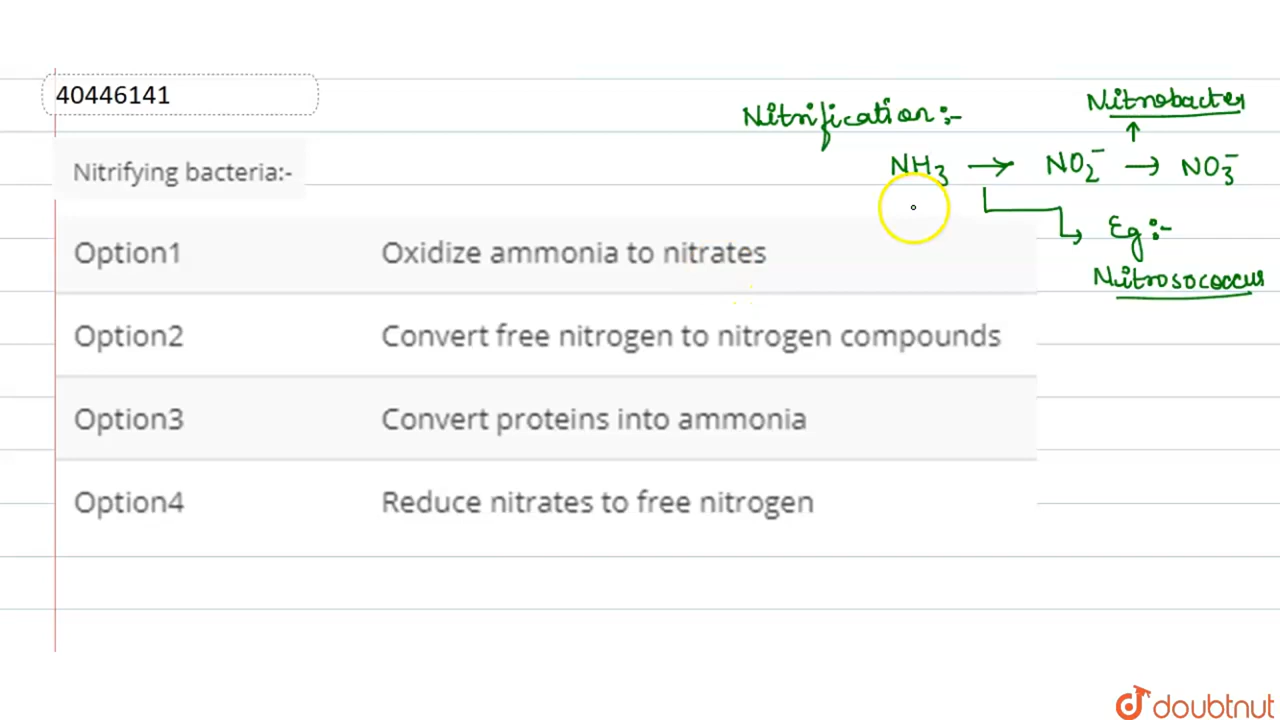 40446141
Nitrification:-
Nitrobacter
Nitrifying bacteria:-
NH3 → NO2⁻ → NO3⁻
Eg:-
Nitrosococcus
Option1 Oxidize ammonia to nitrates
Option2 Convert free nitrogen to nitrogen compounds
Option3 Convert proteins into ammonia
Option4 Reduce nitrates to free nitrogen
doubtnut